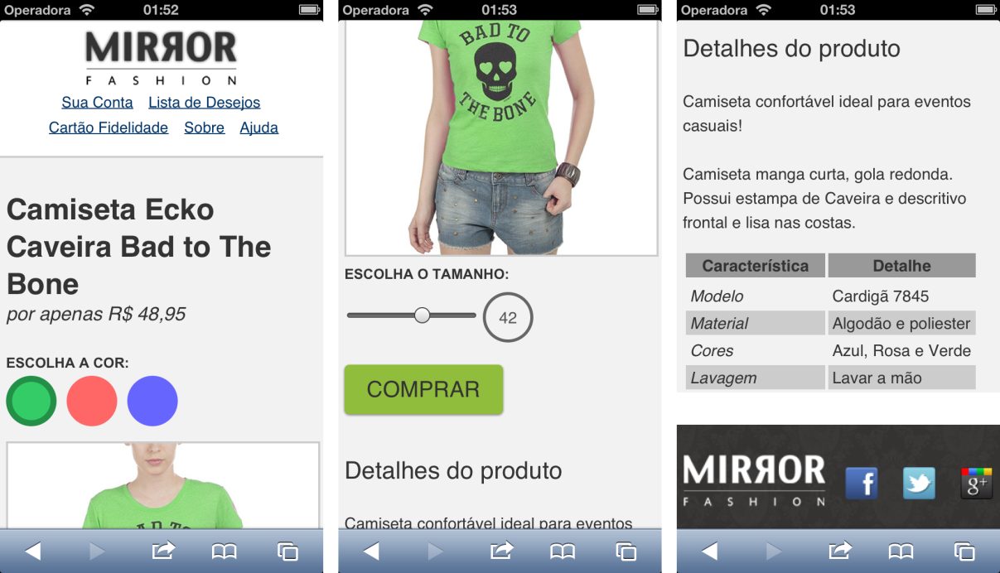 Operadora 01:52
MIRROR
FASHION
Sua Conta Lista de Desejos
Cartão Fidelidade Sobre Ajuda
Camiseta Ecko
Caveira Bad to The
Bone
por apenas R$ 48,95
ESCOLHA A COR:
BAD TO
Operadora 01:53
BAD TO
THE BONE
ESCOLHA O TAMANHO:
42
COMPRAR
Detalhes do produto
Camiseta confortável ideal para eventos
Operadora 01:53
Detalhes do produto
Camiseta confortável ideal para eventos
casuais!
Camiseta manga curta, gola redonda.
Possui estampa de Caveira e descritivo
frontal e lisa nas costas.
Característica Detalhe
Modelo Cardigã 7845
Material Algodão e poliester
Cores Azul, Rosa e Verde
Lavagem Lavar a mão
MIRROR
FASHION
f
g+